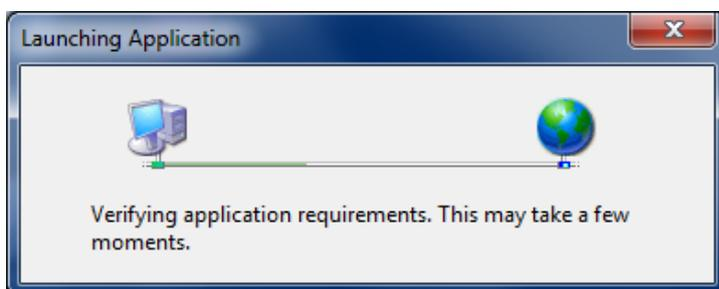 Launching Application
Verifying application requirements. This may take a few
moments.